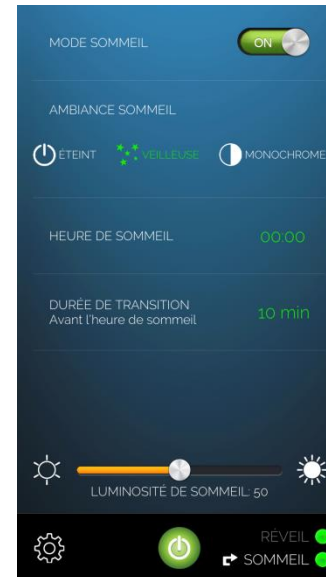 MODE SOMMEIL ON
AMBIANCE SOMMEIL
ÉTEINT VEILLEUSE MONOCHROME
HEURE DE SOMMEIL 00:00
DURÉE DE TRANSITION
Avant l'heure de sommeil 10 min
LUMINOSITÉ DE SOMMEIL: 50
RÉVEIL
SOMMEIL